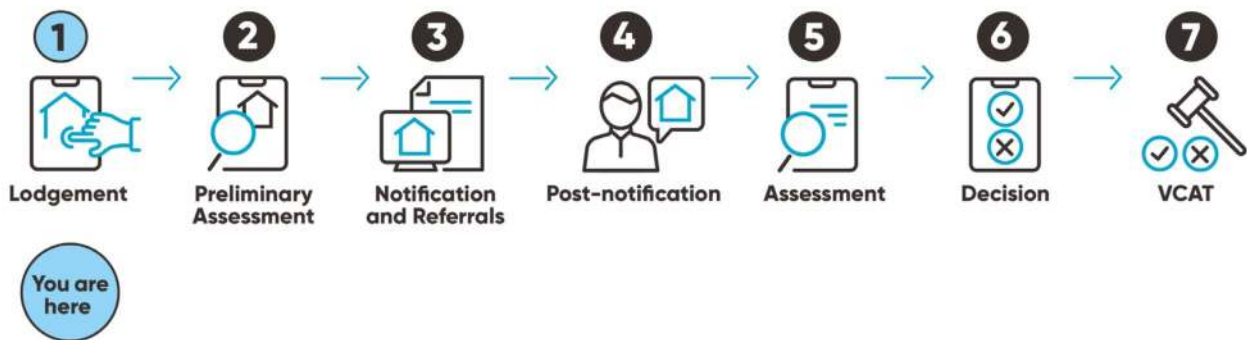 1 2 3 4 5 6 7
Lodgement Preliminary Notification Post-notification Assessment Decision VCAT
Assessment and Referrals
You are
here